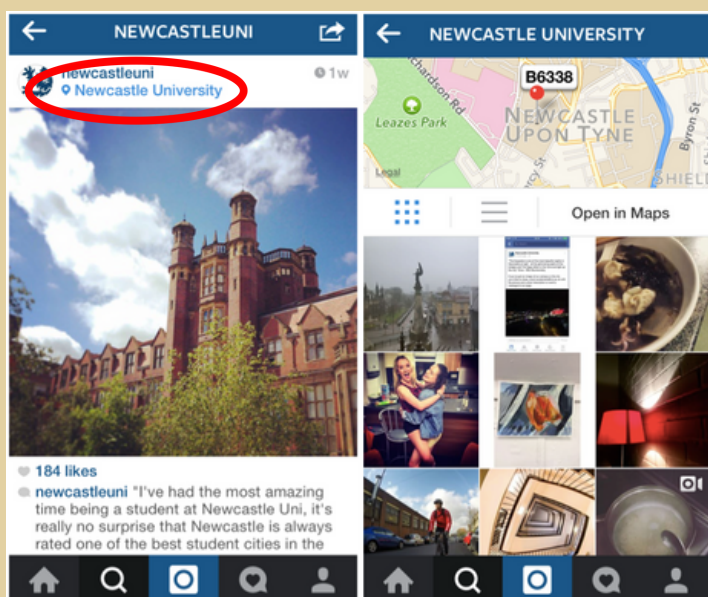 NEWCASTLEUNI
newcastleuni
1w
Newcastle University
184 likes
newcastleuni "I've had the most amazing
time being a student at Newcastle Uni, it's
really no surprise that Newcastle is always
rated one of the best student cities in the
NEWCASTLE UNIVERSITY
Richardson Rd
B6338
Leazes Park
NEWCASTLE
UPON TYNE
Byron St
Legal
SHIEL
Open in Maps